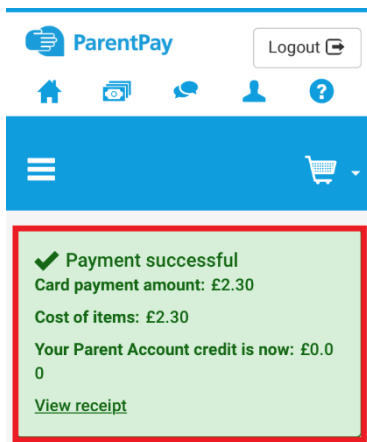 ParentPay
Logout
?
Payment successful
Card payment amount: £2.30
Cost of items: £2.30
Your Parent Account credit is now: £0.0
0
View receipt